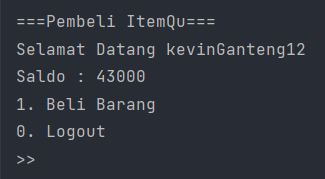 ===Pembeli ItemQu===
Selamat Datang kevinGanteng12
Saldo : 43000
1. Beli Barang
0. Logout
>>